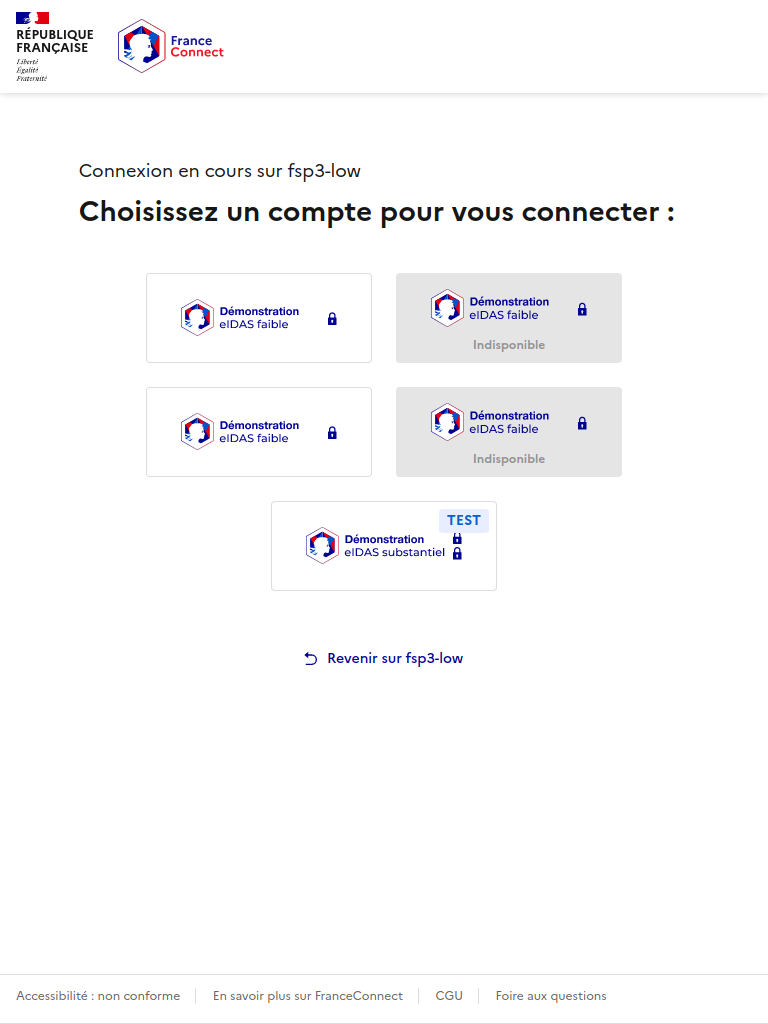 RÉPUBLIQUE
FRANÇAISE
Liberté
Égalité
Fraternité
France
Connect
Connexion en cours sur fsp3-low
Choisissez un compte pour vous connecter :
Démonstration
eIDAS faible
Démonstration
eIDAS faible
Indisponible
Démonstration
eIDAS faible
Démonstration
eIDAS faible
Indisponible
TEST
Démonstration
eIDAS substantiel
Revenir sur fsp3-low
Accessibilité : non conforme
En savoir plus sur FranceConnect
CGU
Foire aux questions